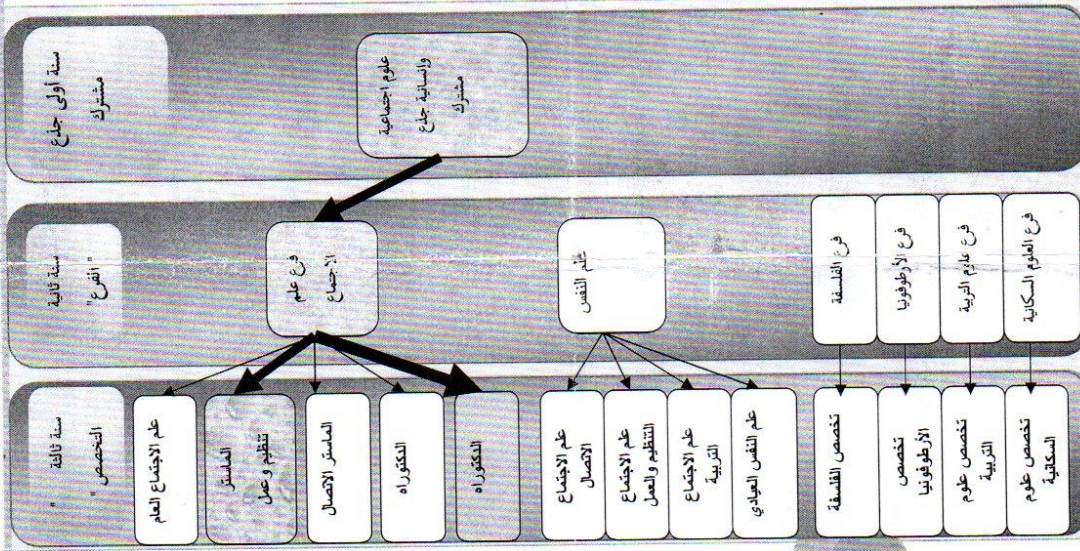 سنة أولى جذع
مشترك
علوم اجتماعية
وإنسانية جذع
مشترك
سنة ثانية
"الفرع"
فرع علم
الاجتماع
علم النفس
فرع الفلسفة
فرع الأرطوفونيا
فرع علوم التربية
فرع العلوم السكانية
سنة ثالثة
التخصص "
"
علم الاجتماع
العام
الماستر
تنظيم وعمل
الماستر الاتصال
الدكتوراه
الدكتوراه
علم الاجتماع
الاتصال
علم الاجتماع
التنظيم والعمل
علم الاجتماع
التربية
علم النفس العيادي
تخصص الفلسفة
تخصص
الأرطوفونيا
تخصص علوم
التربية
تخصص علوم
السكانية